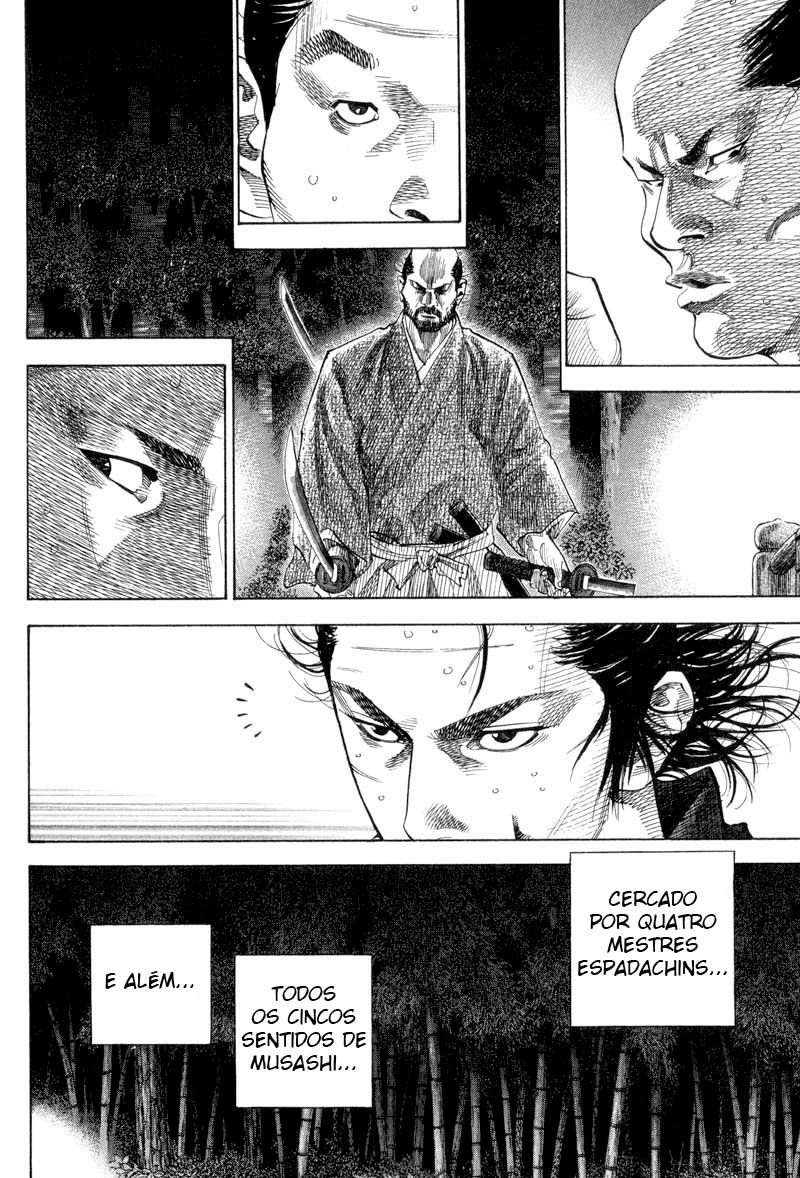 CERCADO
POR QUATRO
MESTRES
ESPADACHINS...
TODOS
OS CINCOS
SENTIDOS DE
MUSASHI...
E ALÉM...